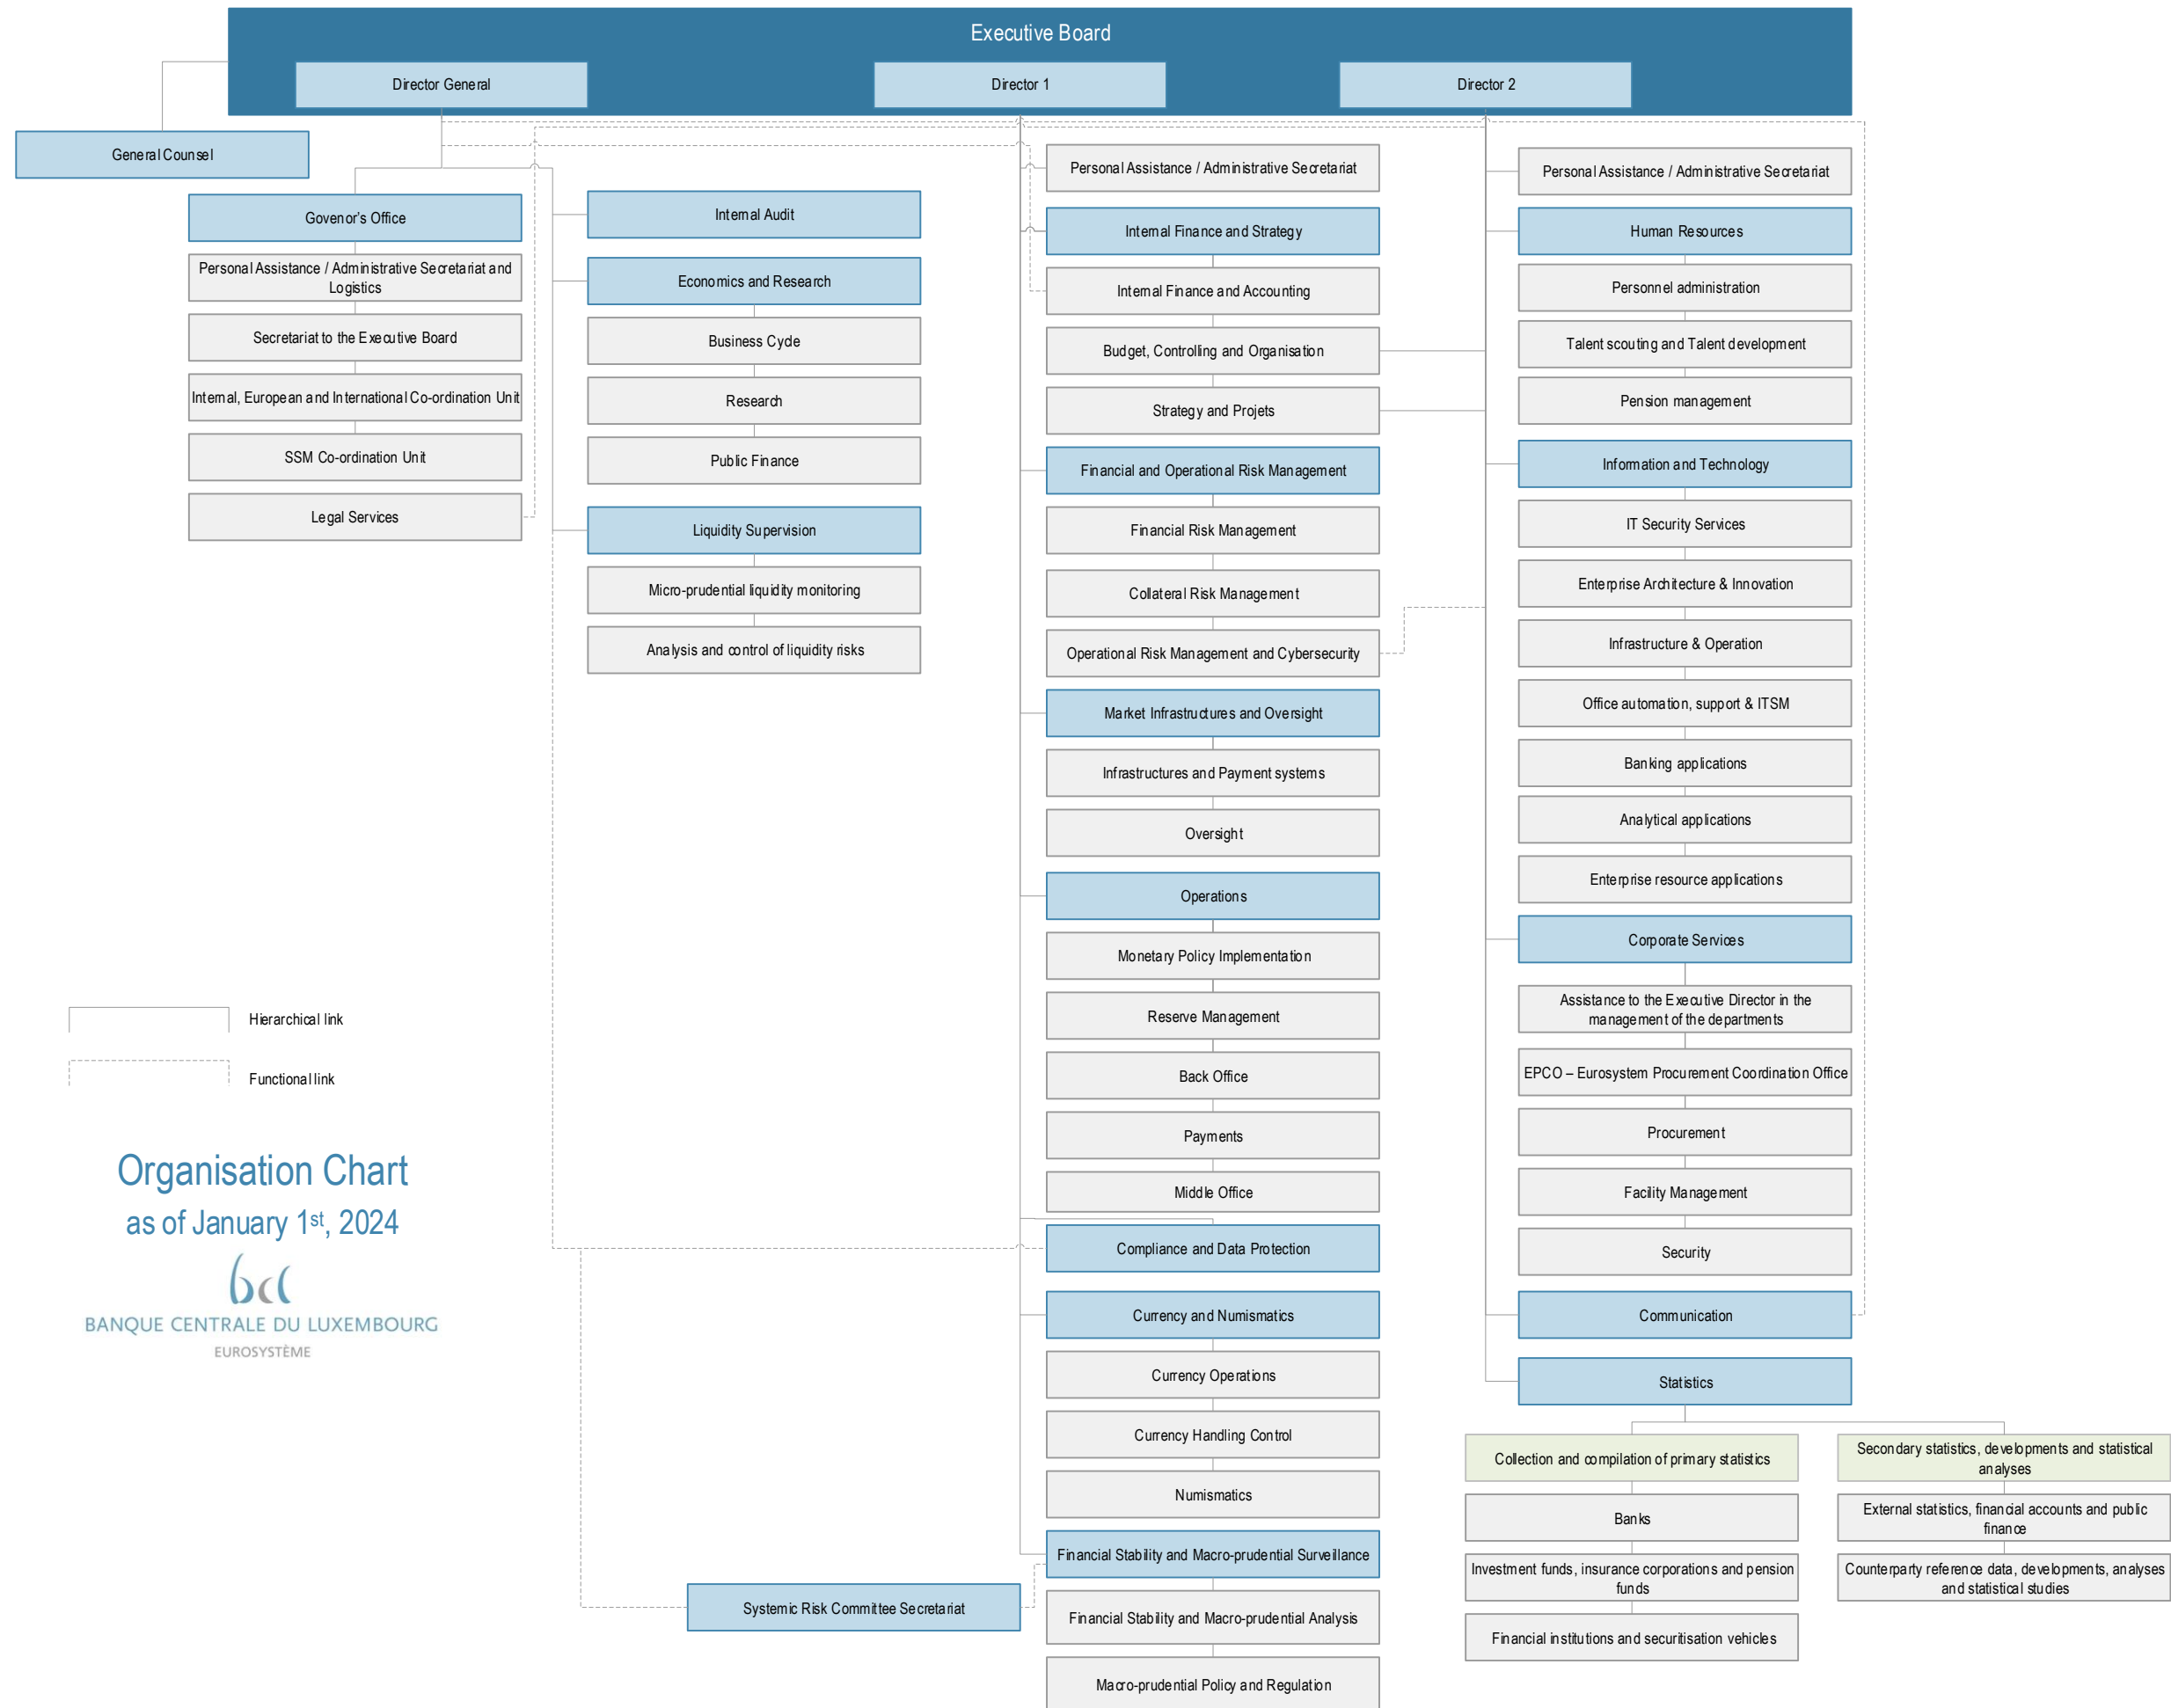 Executive Board
Director General
Director 1
Director 2
General Counsel
Govenor's Office
Personal Assistance / Administrative Secretariat and
Logistics
Secretariat to the Executive Board
Internal, European and International Co-ordination Unit
SSM Co-ordination Unit
Legal Services
Internal Audit
Economics and Research
Business Cycle
Research
Public Finance
Liquidity Supervision
Micro-prudential liquidity monitoring
Analysis and control of liquidity risks
Personal Assistance / Administrative Secretariat
Internal Finance and Strategy
Internal Finance and Accounting
Budget, Controlling and Organisation
Strategy and Projets
Financial and Operational Risk Management
Financial Risk Management
Collateral Risk Management
Operational Risk Management and Cybersecurity
Market Infrastructures and Oversight
Infrastructures and Payment systems
Oversight
Operations
Monetary Policy Implementation
Reserve Management
Back Office
Payments
Middle Office
Compliance and Data Protection
Currency and Numismatics
Currency Operations
Currency Handling Control
Numismatics
Financial Stability and Macro-prudential Surveillance
Financial Stability and Macro-prudential Analysis
Macro-prudential Policy and Regulation
Systemic Risk Committee Secretariat
Personal Assistance / Administrative Secretariat
Human Resources
Personnel administration
Talent scouting and Talent development
Pension management
Information and Technology
IT Security Services
Enterprise Architecture & Innovation
Infrastructure & Operation
Office automation, support & ITSM
Banking applications
Analytical applications
Enterprise resource applications
Corporate Services
Assistance to the Executive Director in the
management of the departments
EPCO – Eurosystem Procurement Coordination Office
Procurement
Facility Management
Security
Communication
Statistics
Collection and compilation of primary statistics
Banks
Investment funds, insurance corporations and pension
funds
Financial institutions and securitisation vehicles
Secondary statistics, developments and statistical
analyses
External statistics, financial accounts and public
finance
Counterparty reference data, developments, analyses
and statistical studies
Hierarchical link
Functional link
Organisation Chart
as of January 1st, 2024
bcl
BANQUE CENTRALE DU LUXEMBOURG
EUROSYSTÈME